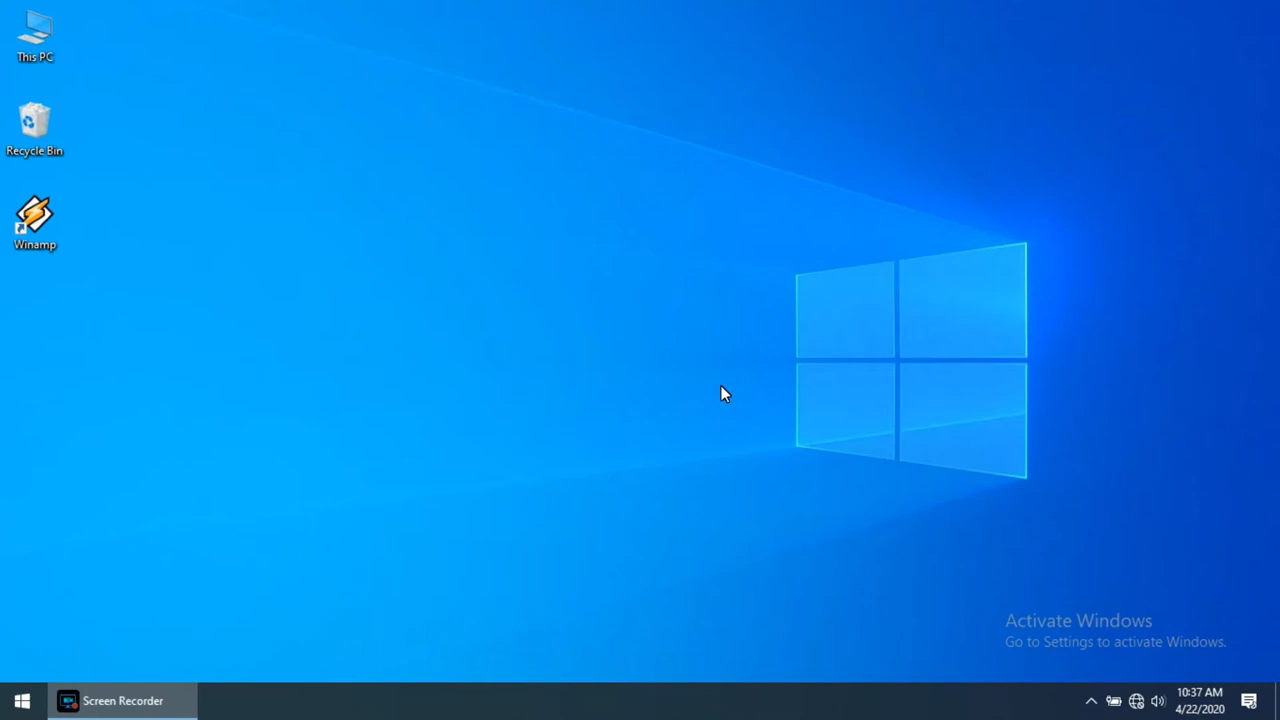 This PC
Recycle Bin
Winamp
Activate Windows
Go to Settings to activate Windows.
Screen Recorder
10:37 AM
4/22/2020